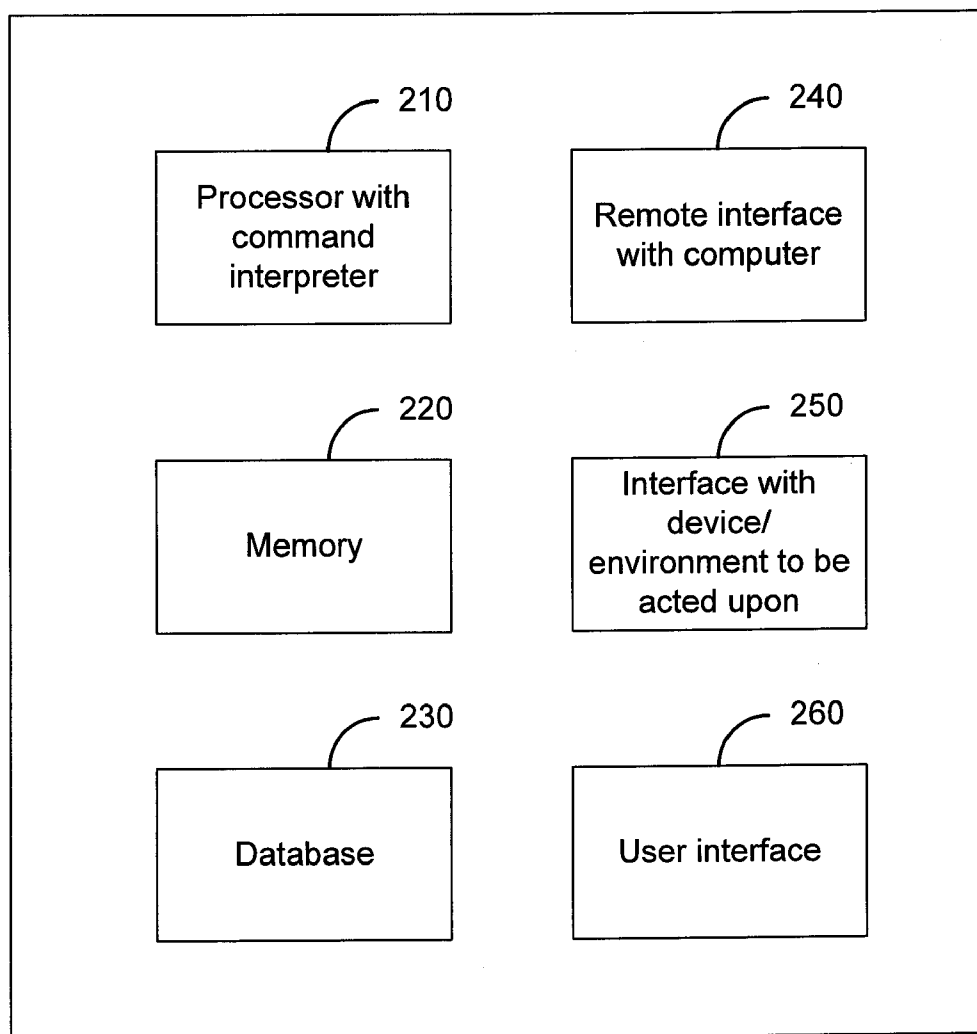 210
Processor with
command
interpreter
240
Remote interface
with computer
220
Memory
250
Interface with
device/
environment to be
acted upon
230
Database
260
User interface